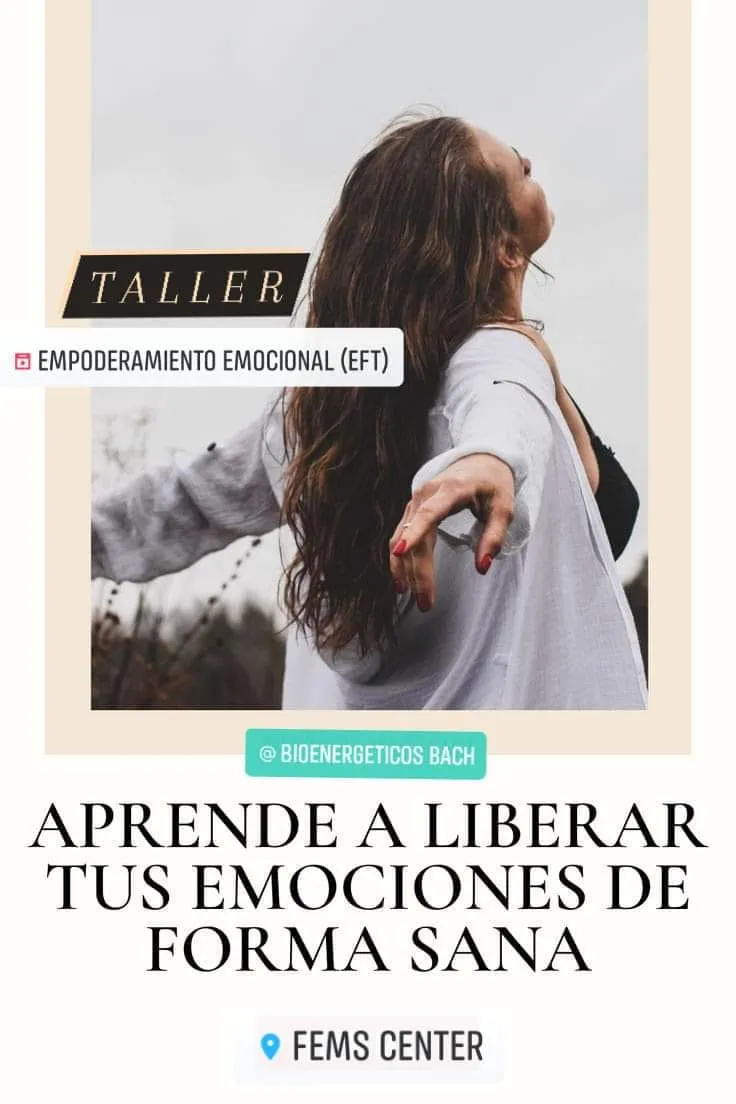 TALLER
EMPODERAMIENTO EMOCIONAL (EFT)
@ BIOENERGETICOS BACH
APRENDE A LIBERAR
TUS EMOCIONES DE
FORMA SANA
FEMS CENTER